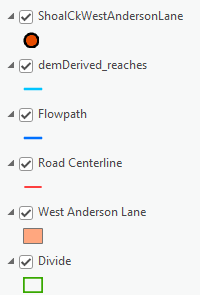 ShoalCkWestAndersonLane
demDerived_reaches
Flowpath
Road Centerline
West Anderson Lane
Divide